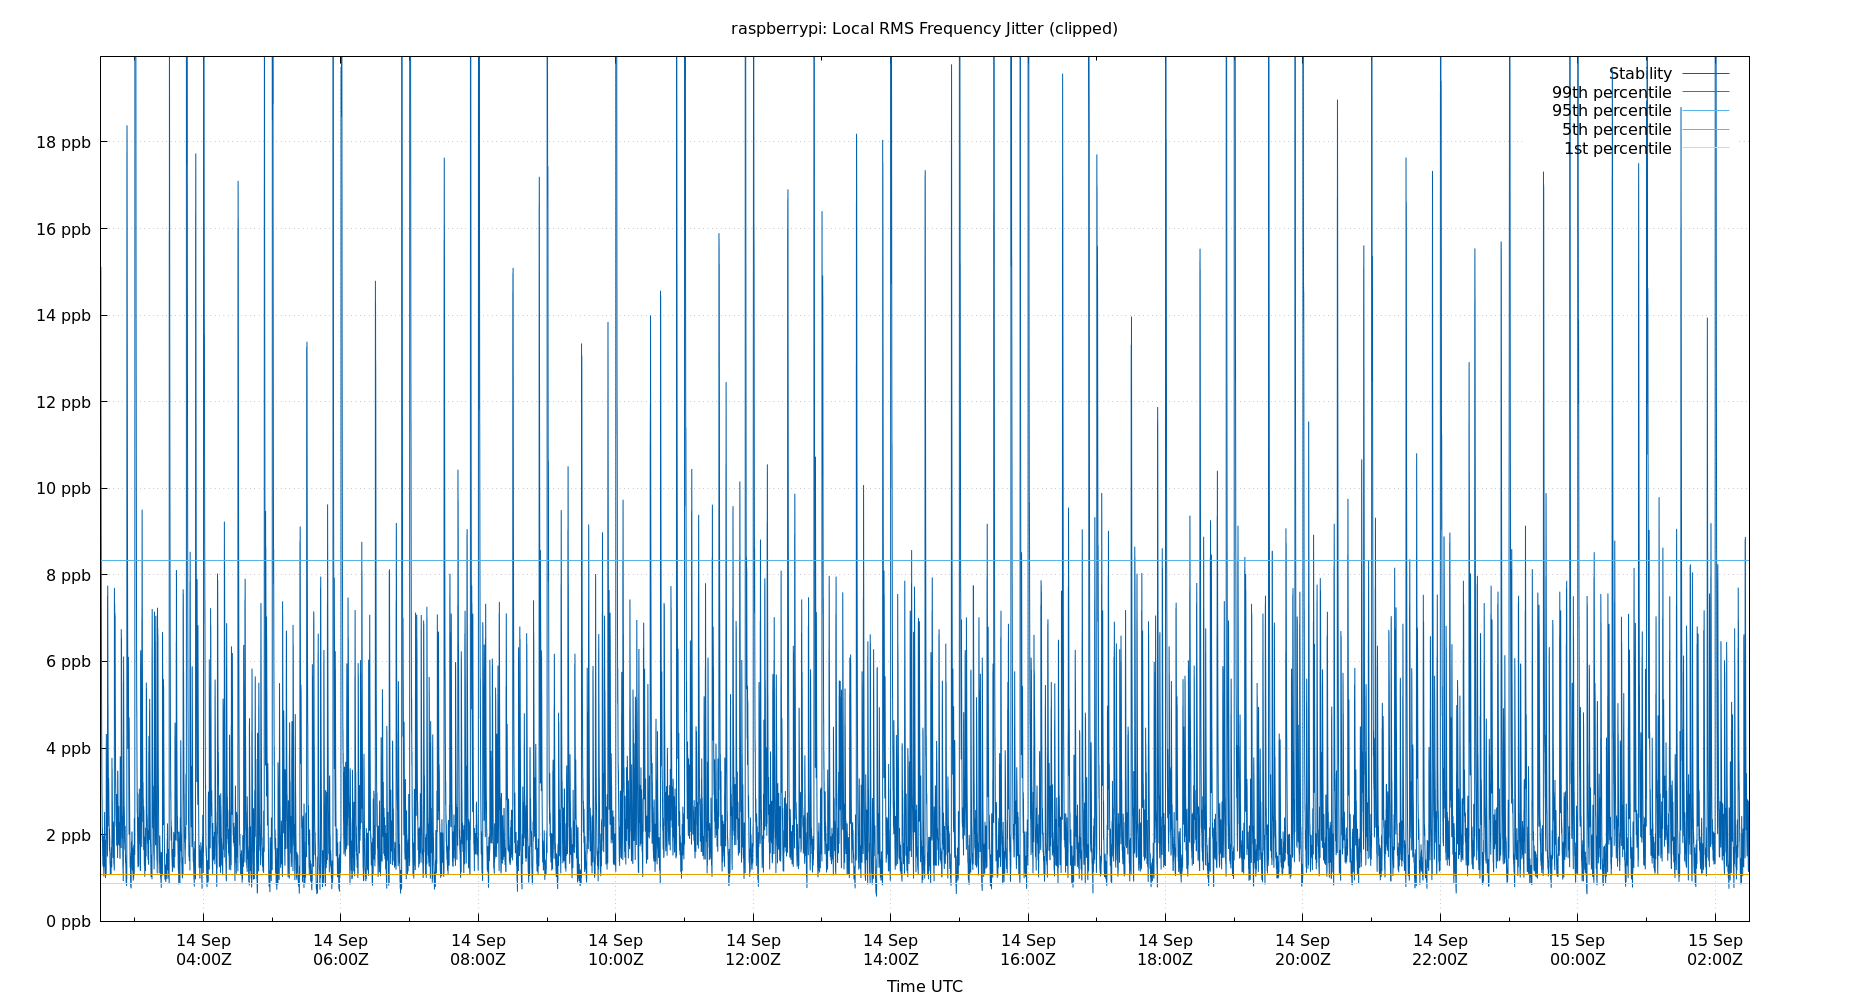 raspberrypi: Local RMS Frequency Jitter (clipped)
Stability
99th percentile
95th percentile
5th percentile
1st percentile
18 ppb
16 ppb
14 ppb
12 ppb
10 ppb
8 ppb
6 ppb
4 ppb
2 ppb
0 ppb
14 Sep 14 Sep 14 Sep 14 Sep 14 Sep 14 Sep 14 Sep 14 Sep 14 Sep 14 Sep 15 Sep 15 Sep
04:00Z 06:00Z 08:00Z 10:00Z 12:00Z 14:00Z 16:00Z 18:00Z 20:00Z 22:00Z 00:00Z 02:00Z
Time UTC